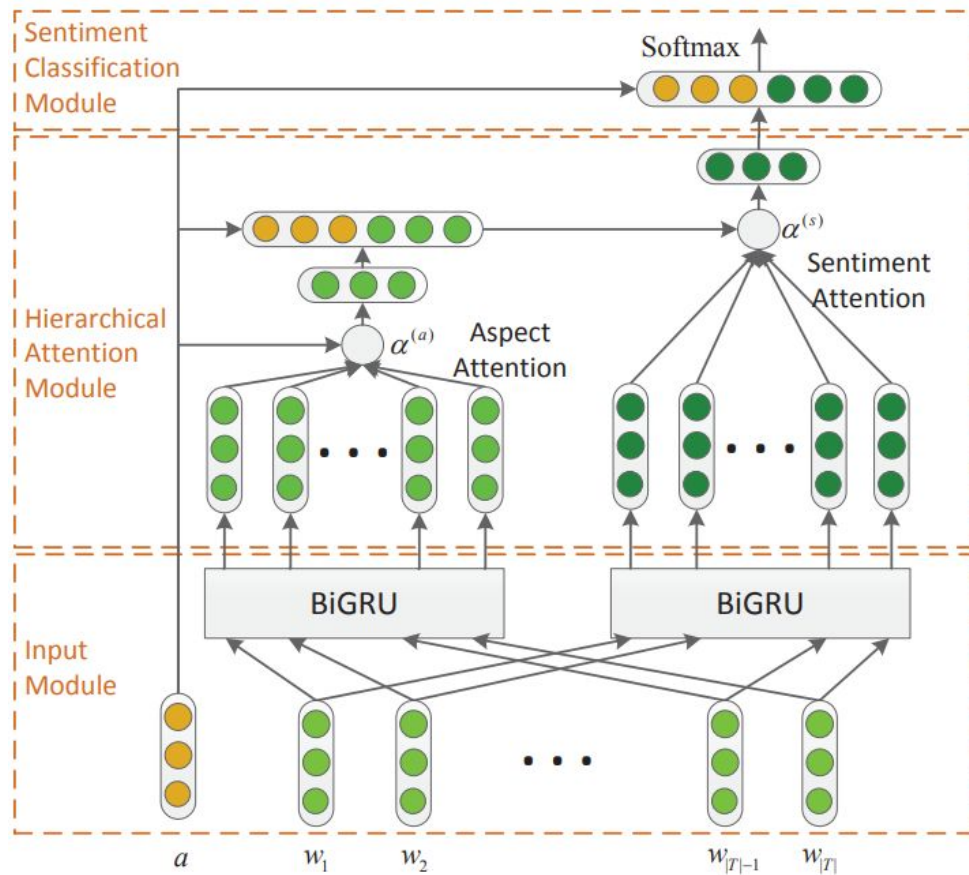 Sentiment
Classification
Module
Softmax
Hierarchical
Attention
Module
α^(s)
Sentiment
Attention
α^(a)
Aspect
Attention
. . .
. . .
Input
Module
BiGRU
BiGRU
. . .
a
w_1
w_2
w_{|T|-1}
w_{|T|}